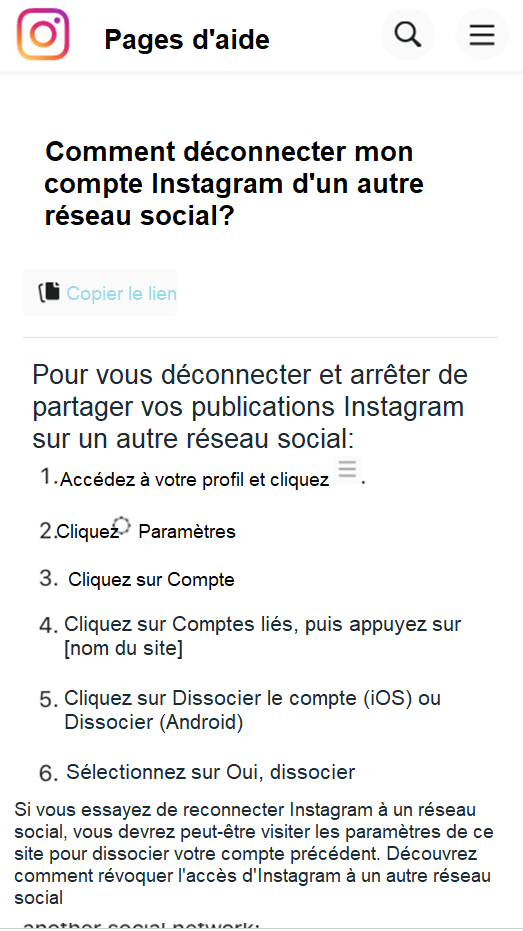 Pages d'aide
Comment déconnecter mon
compte Instagram d'un autre
réseau social?
Copier le lien
Pour vous déconnecter et arrêter de
partager vos publications Instagram
sur un autre réseau social:
1. Accédez à votre profil et cliquez .
2. Cliquez Paramètres
3. Cliquez sur Compte
4. Cliquez sur Comptes liés, puis appuyez sur
[nom du site]
5. Cliquez sur Dissocier le compte (iOS) ou
Dissocier (Android)
6. Sélectionnez sur Oui, dissocier
Si vous essayez de reconnecter Instagram à un réseau
social, vous devrez peut-être visiter les paramètres de ce
site pour dissocier votre compte précédent. Découvrez
comment révoquer l'accès d'Instagram à un autre réseau
social
another social network: